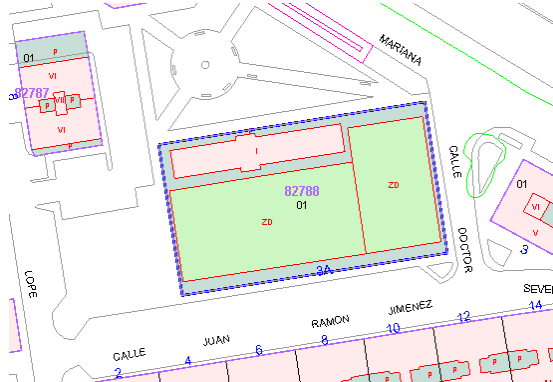 MARIANA
P
01
VI
82787
P
VII
P
VI
P
I
82788
01
ZD
ZD
3A
CALLE
DOCTOR
01
VI
V
3
LOPE
SEVE
CALLE
JUAN
RAMON
JIMENEZ
2
4
6
8
10
12
14
P
P
P
P
P
P